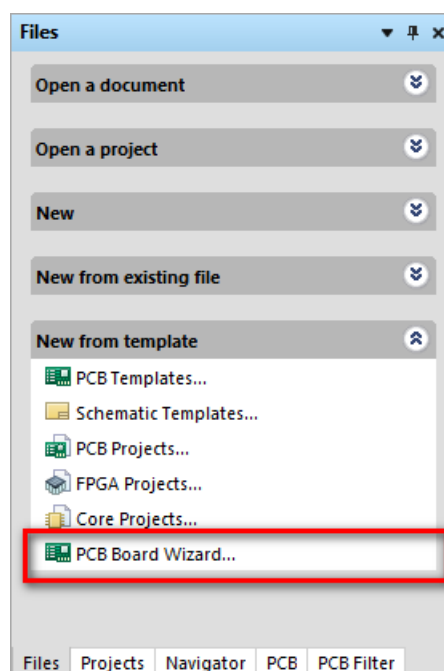 Files
Open a document
Open a project
New
New from existing file
New from template
PCB Templates...
Schematic Templates...
PCB Projects...
FPGA Projects...
Core Projects...
PCB Board Wizard...
Files Projects Navigator PCB PCB Filter